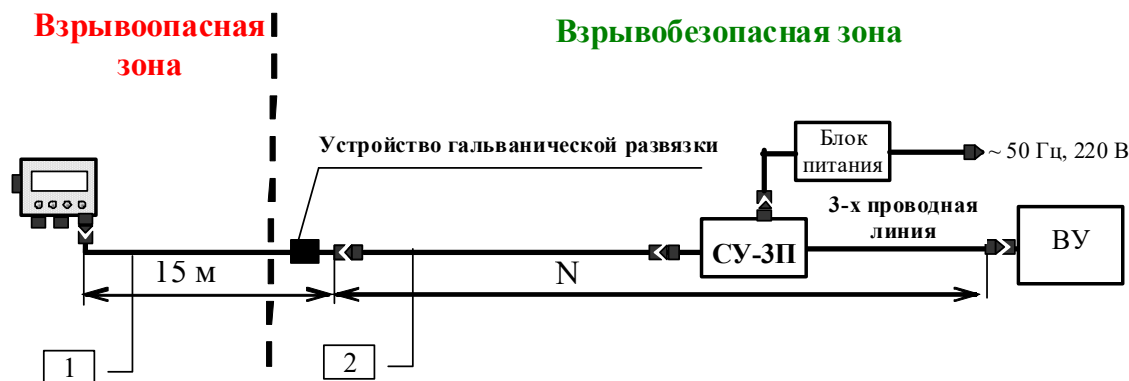 Взрывоопасная
зона
Взрывобезопасная зона
Устройство гальванической развязки
Блок
питания
~ 50 Гц, 220 В
3-х проводная
линия
СУ-3П
ВУ
15 м
N
1
2